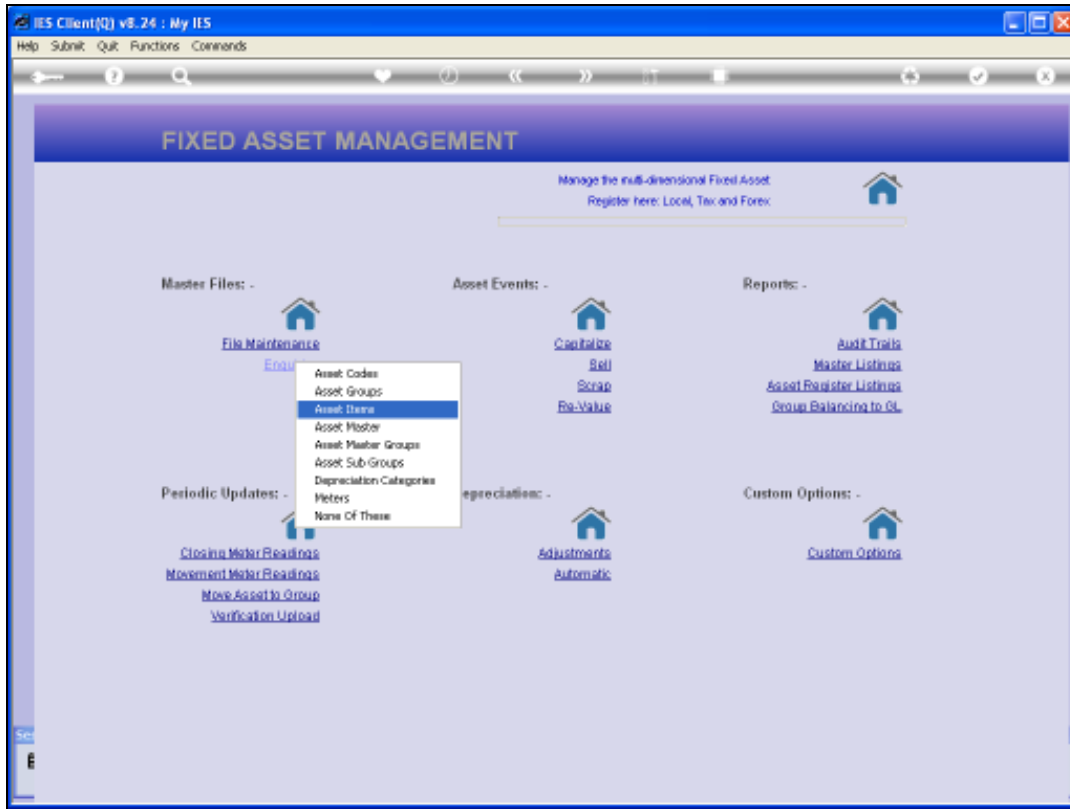 IES Client(Q) v8.24 : My IES
Help Submit Quit Functions Commands
FIXED ASSET MANAGEMENT
Manage the multi-dimensional Fixed Asset
Register here: Local, Tax and Forex
Master Files: -
File Maintenance
Asset Codes
Asset Groups
Asset Items
Asset Master
Asset Master Groups
Asset Sub Groups
Depreciation Categories
Meters
None Of These
Asset Events: -
Capitalize
Sell
Scrap
Re-Value
Reports: -
Audit Trails
Master Listings
Asset Register Listings
Group Balancing to GL
Periodic Updates: -
Closing Meter Readings
Movement Meter Readings
Move Asset to Group
Verification Upload
epreciation: -
Adjustments
Automatic
Custom Options: -
Custom Options